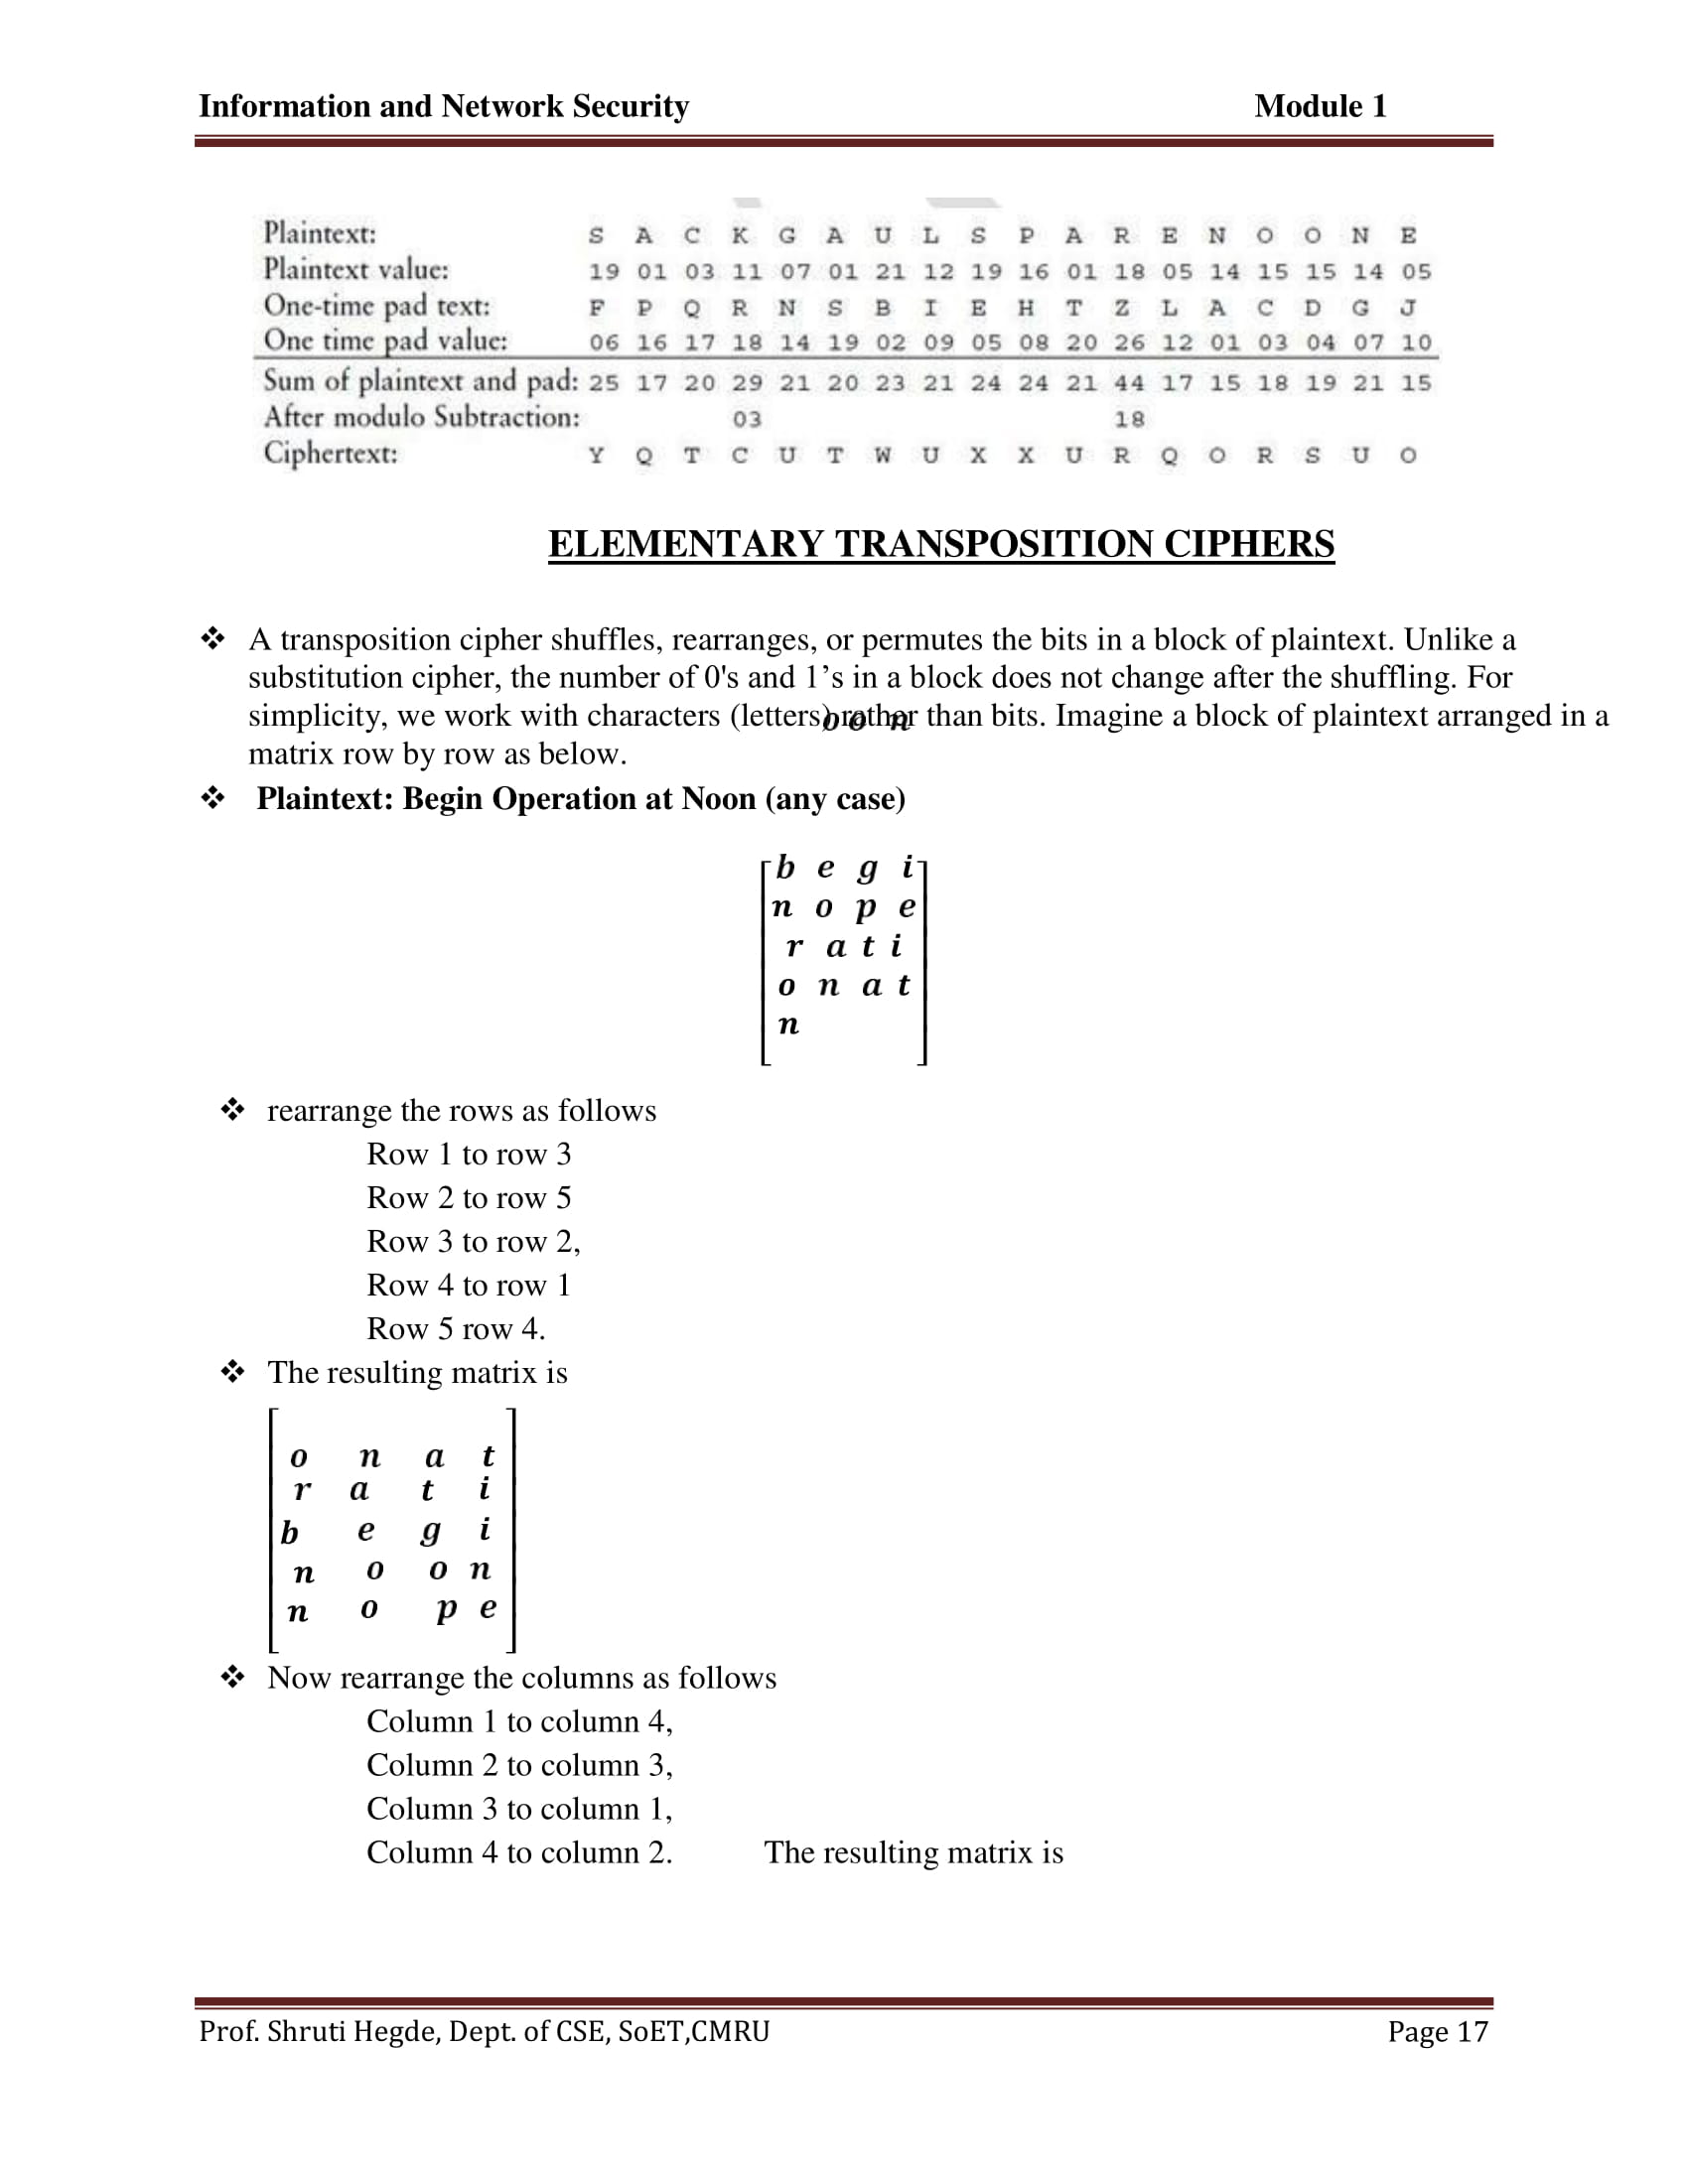 Information and Network Security Module 1
Plaintext: S A C K G A U L S P A R E N O O N E
Plaintext value: 19 01 03 11 07 01 21 12 19 16 01 18 05 14 15 15 14 05
One-time pad text: F P Q R N S B I E H T Z L A C D G J
One time pad value: 06 16 17 18 14 19 02 09 05 08 20 26 12 01 03 04 07 10
Sum of plaintext and pad: 25 17 20 29 21 20 23 21 24 24 21 44 17 15 18 19 21 15
After modulo Subtraction: 03 18
Ciphertext: Y Q T C U T W U X X U R Q O R S U O
ELEMENTARY TRANSPOSITION CIPHERS
❖ A transposition cipher shuffles, rearranges, or permutes the bits in a block of plaintext. Unlike a
substitution cipher, the number of 0's and 1’s in a block does not change after the shuffling. For
simplicity, we work with characters (letters) rather than bits. Imagine a block of plaintext arranged in a
o o n
matrix row by row as below.
❖ Plaintext: Begin Operation at Noon (any case)
b e g i
n o p e
r a t i
o n a t
n
❖ rearrange the rows as follows
Row 1 to row 3
Row 2 to row 5
Row 3 to row 2,
Row 4 to row 1
Row 5 row 4.
❖ The resulting matrix is
o n a t
r a t i
b e g i
n o o n
n o p e
❖ Now rearrange the columns as follows
Column 1 to column 4,
Column 2 to column 3,
Column 3 to column 1,
Column 4 to column 2. The resulting matrix is
Prof. Shruti Hegde, Dept. of CSE, SoET,CMRU Page 17